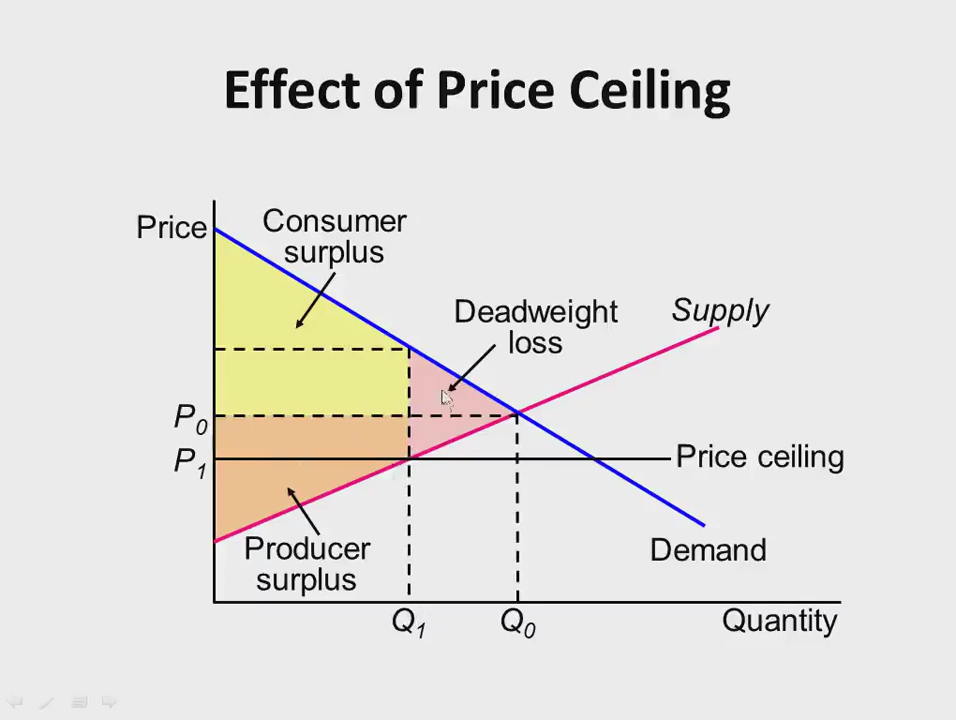 Effect of Price Ceiling
Price
Consumer
surplus
Deadweight
loss
Supply
P0
P1
Price ceiling
Producer
surplus
Demand
Q1
Q0
Quantity